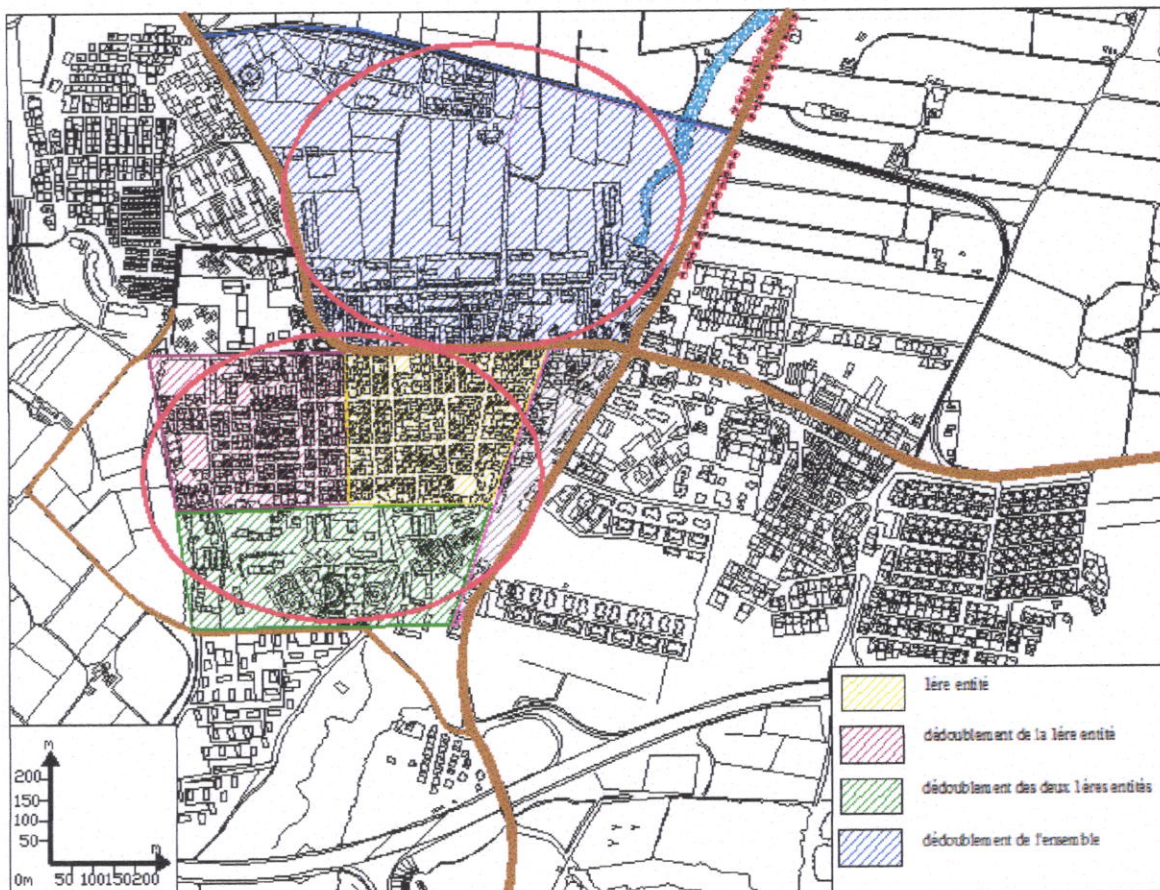 1ère entité
dédoublement de la 1ère entité
dédoublement des deux 1ères entités
dédoublement de l'ensemble
M
200
150
100
50
M
0m 50 100 150 200